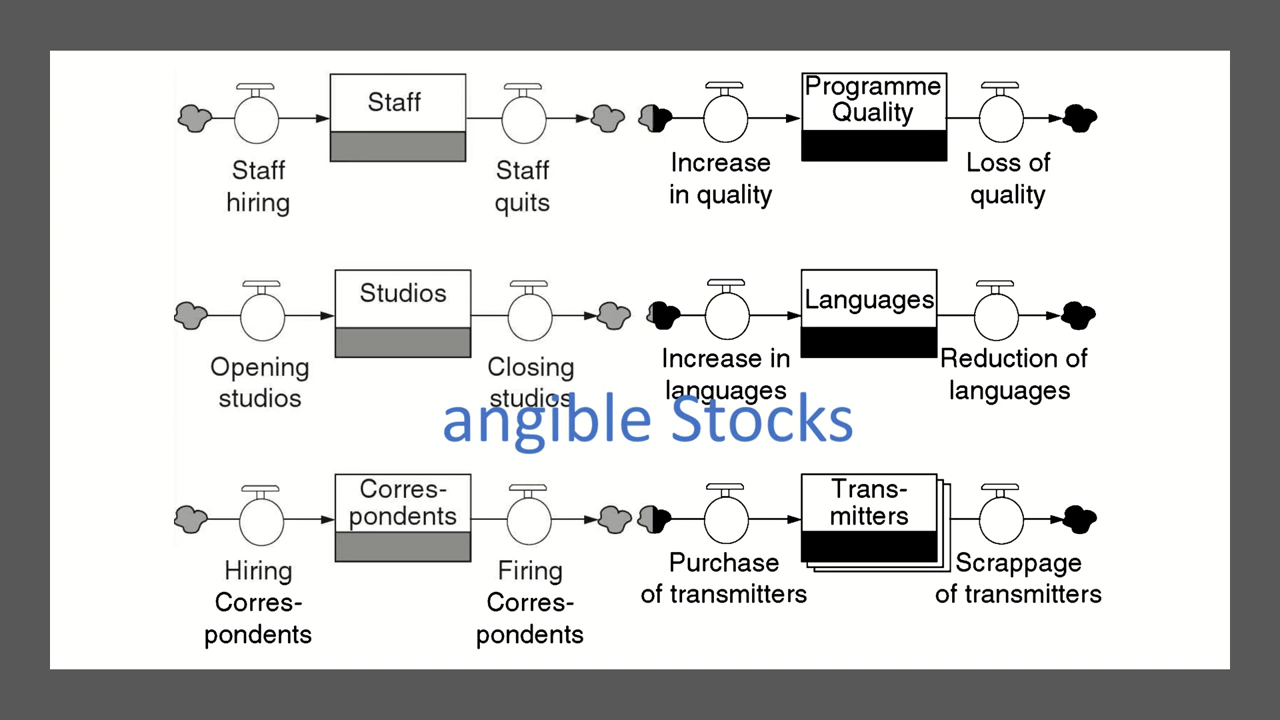 Staff
Programme
Quality
Staff
hiring
Staff
quits
Increase
in quality
Loss of
quality
Studios
Languages
Opening
studios
Closing
studios
Increase in
languages
Reduction of
languages
angible Stocks
Corres-
pondents
Trans-
mitters
Hiring
Corres-
pondents
Firing
Corres-
pondents
Purchase
of transmitters
Scrappage
of transmitters